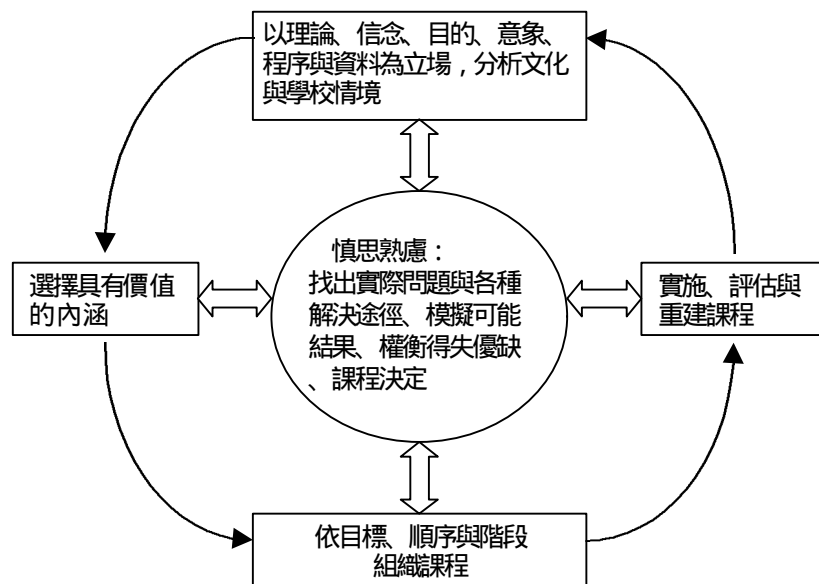 以理論、信念、目的、意象、
程序與資料為立場，分析文化
與學校情境
選擇具有價值
的內涵
慎思熟慮：
找出實際問題與各種
解決途徑、模擬可能
結果、權衡得失優缺
、課程決定
實施、評估與
重建課程
依目標、順序與階段
組織課程